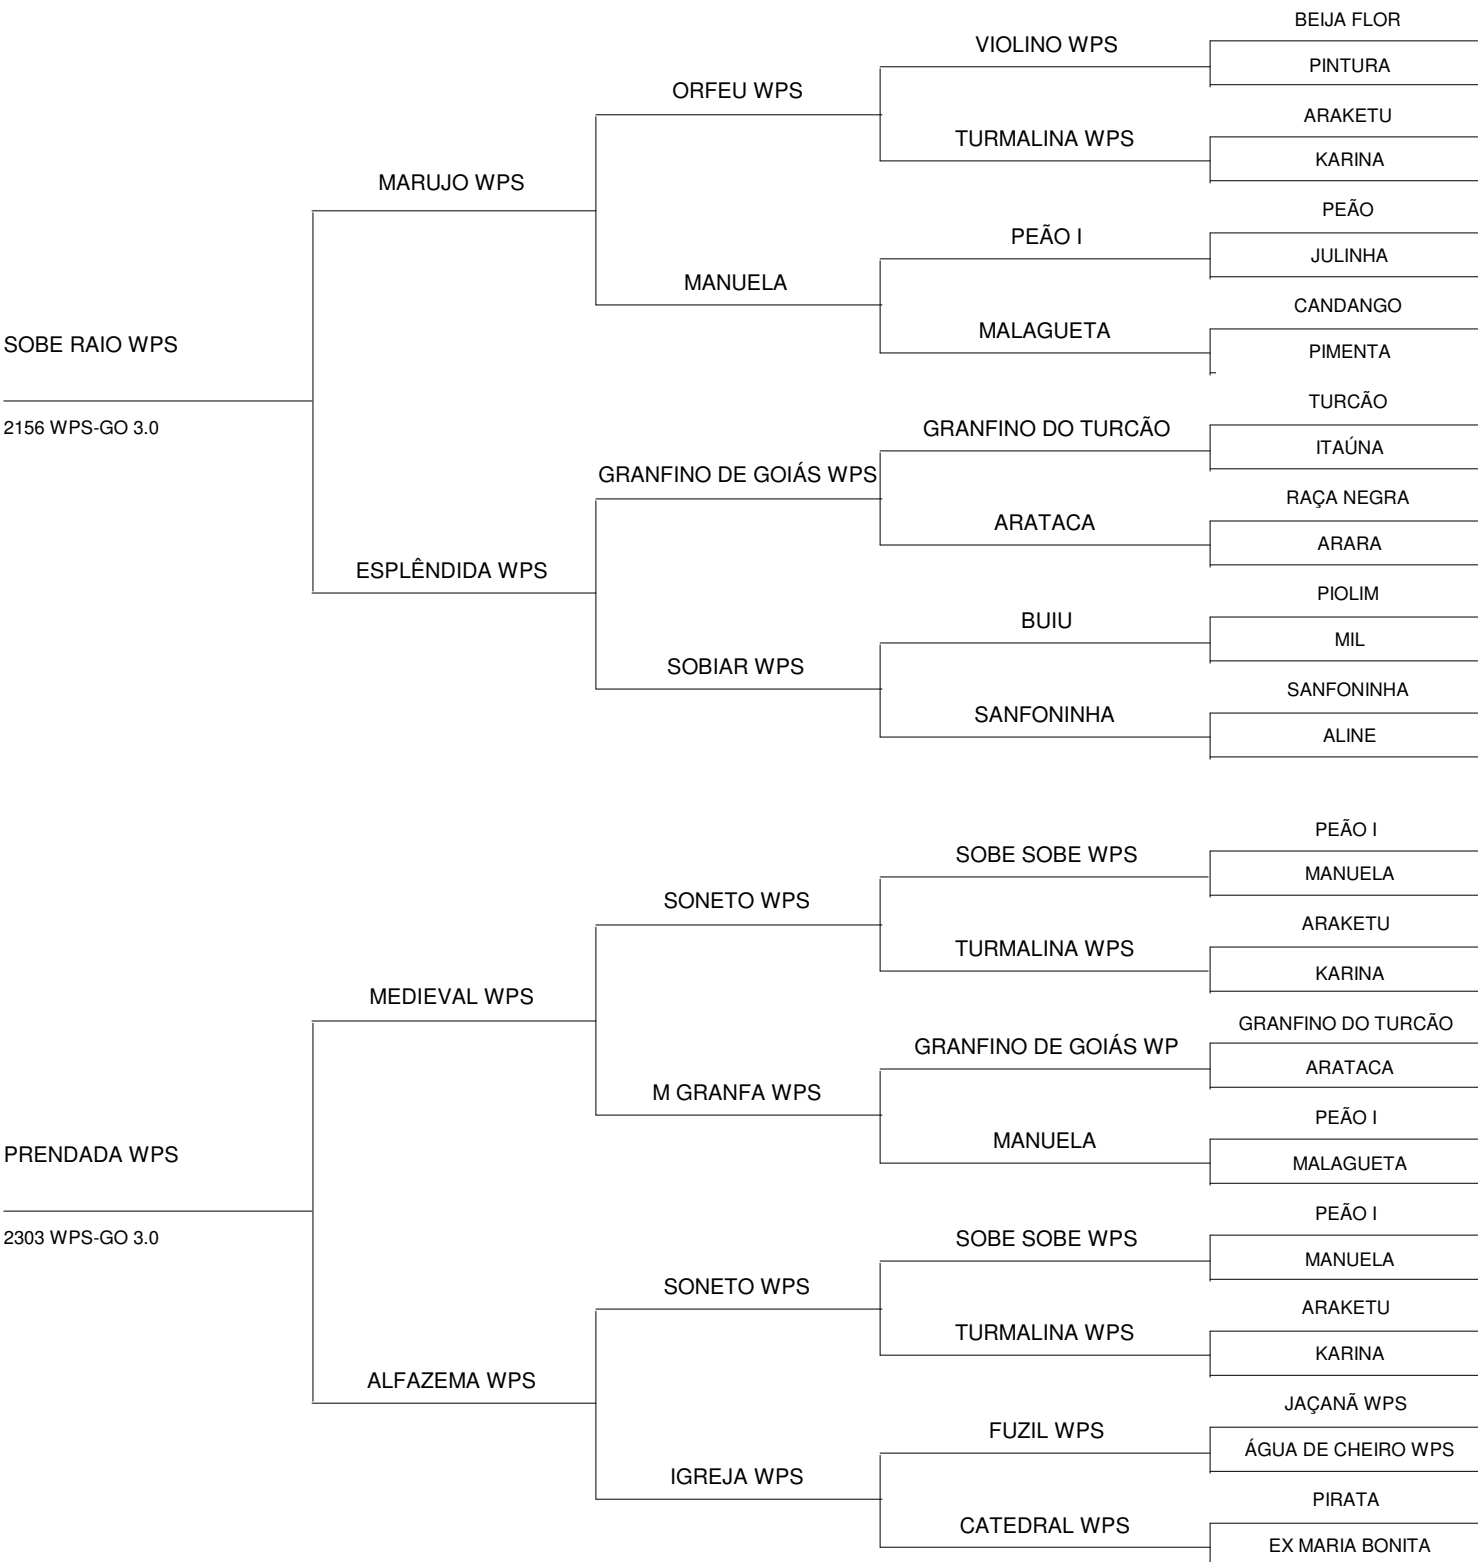 BEIJA FLOR
VIOLINO WPS
PINTURA
ORFEU WPS
ARAKETU
TURMALINA WPS
KARINA
MARUJO WPS
PEÃO
PEÃO I
JULINHA
MANUELA
CANDANGO
MALAGUETA
PIMENTA
SOBE RAIO WPS
2156 WPS-GO 3.0
TURCÃO
GRANFINO DO TURCÃO
ITAÚNA
GRANFINO DE GOIÁS WPS
RAÇA NEGRA
ARATACA
ARARA
ESPLÊNDIDA WPS
PIOLIM
BUIU
MIL
SOBIAR WPS
SANFONINHA
SANFONINHA
ALINE
PEÃO I
SOBE SOBE WPS
MANUELA
SONETO WPS
ARAKETU
TURMALINA WPS
KARINA
MEDIEVAL WPS
GRANFINO DO TURCÃO
GRANFINO DE GOIÁS WP
ARATACA
M GRANFA WPS
PEÃO I
MANUELA
MALAGUETA
PRENDADA WPS
2303 WPS-GO 3.0
PEÃO I
SOBE SOBE WPS
MANUELA
SONETO WPS
ARAKETU
TURMALINA WPS
KARINA
ALFAZEMA WPS
JAÇANÃ WPS
FUZIL WPS
ÁGUA DE CHEIRO WPS
IGREJA WPS
PIRATA
CATEDRAL WPS
EX MARIA BONITA